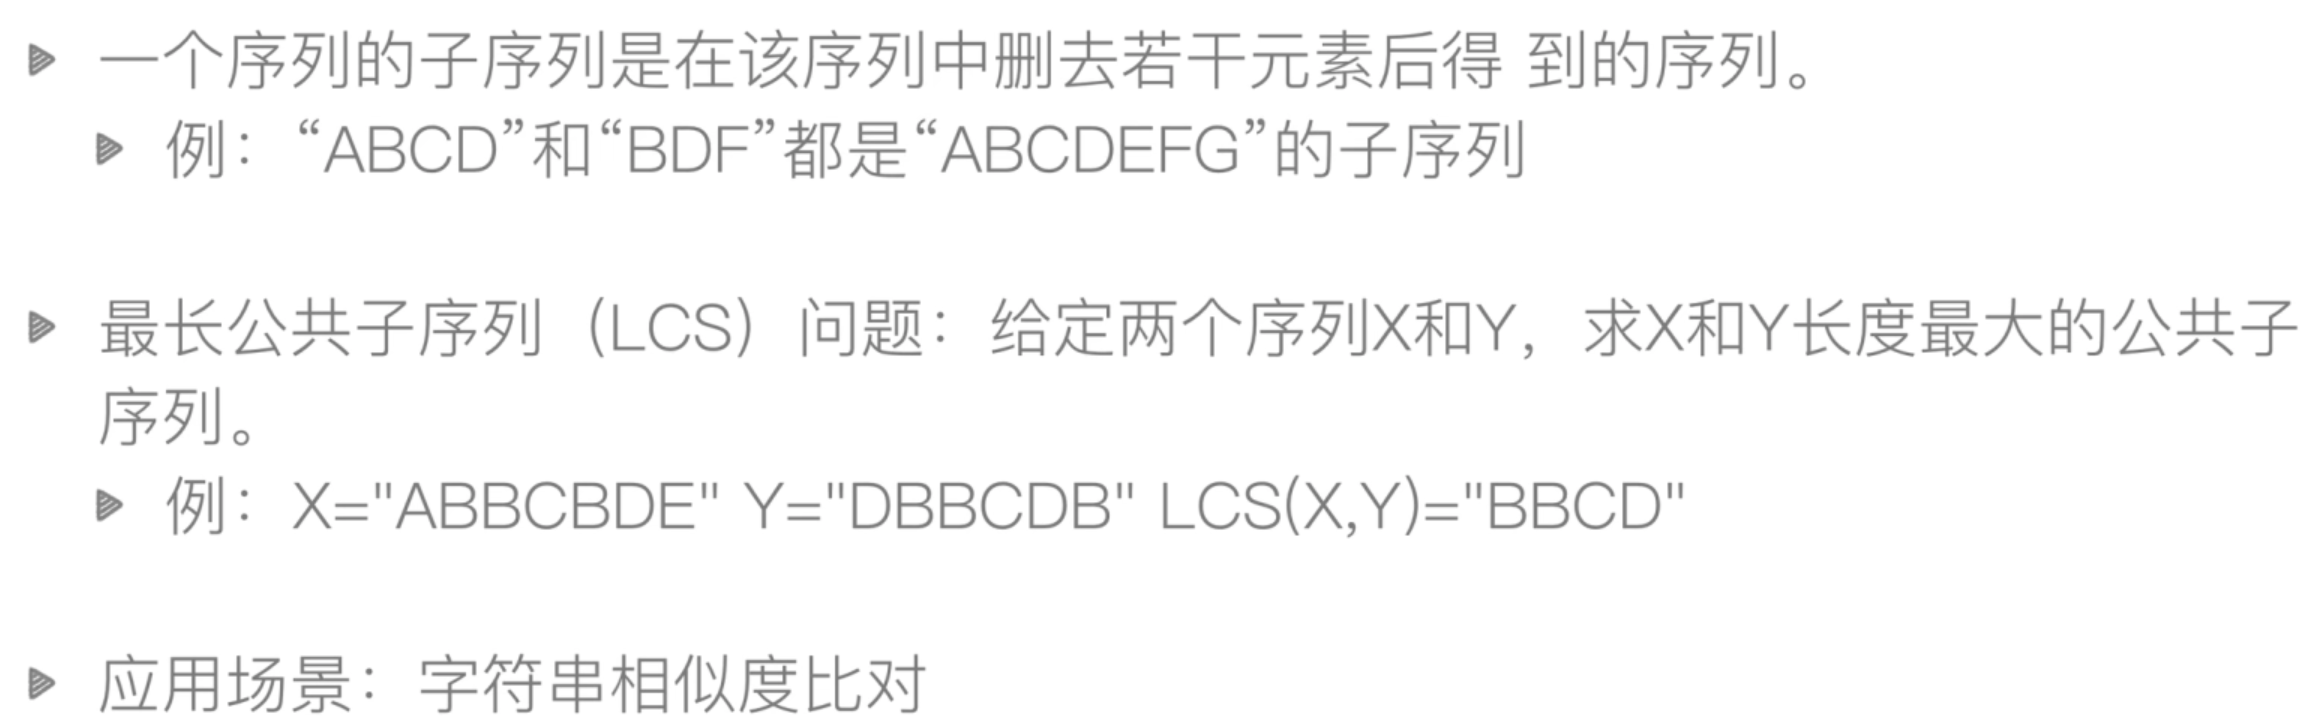 一个序列的子序列是在该序列中删去若干元素后得 到的序列。
例：“ABCD”和“BDF”都是“ABCDEFG”的子序列
最长公共子序列（LCS）问题：给定两个序列X和Y，求X和Y长度最大的公共子
序列。
例：X="ABBCBDE" Y="DBBCDB" LCS(X,Y)="BBCD"
应用场景：字符串相似度比对